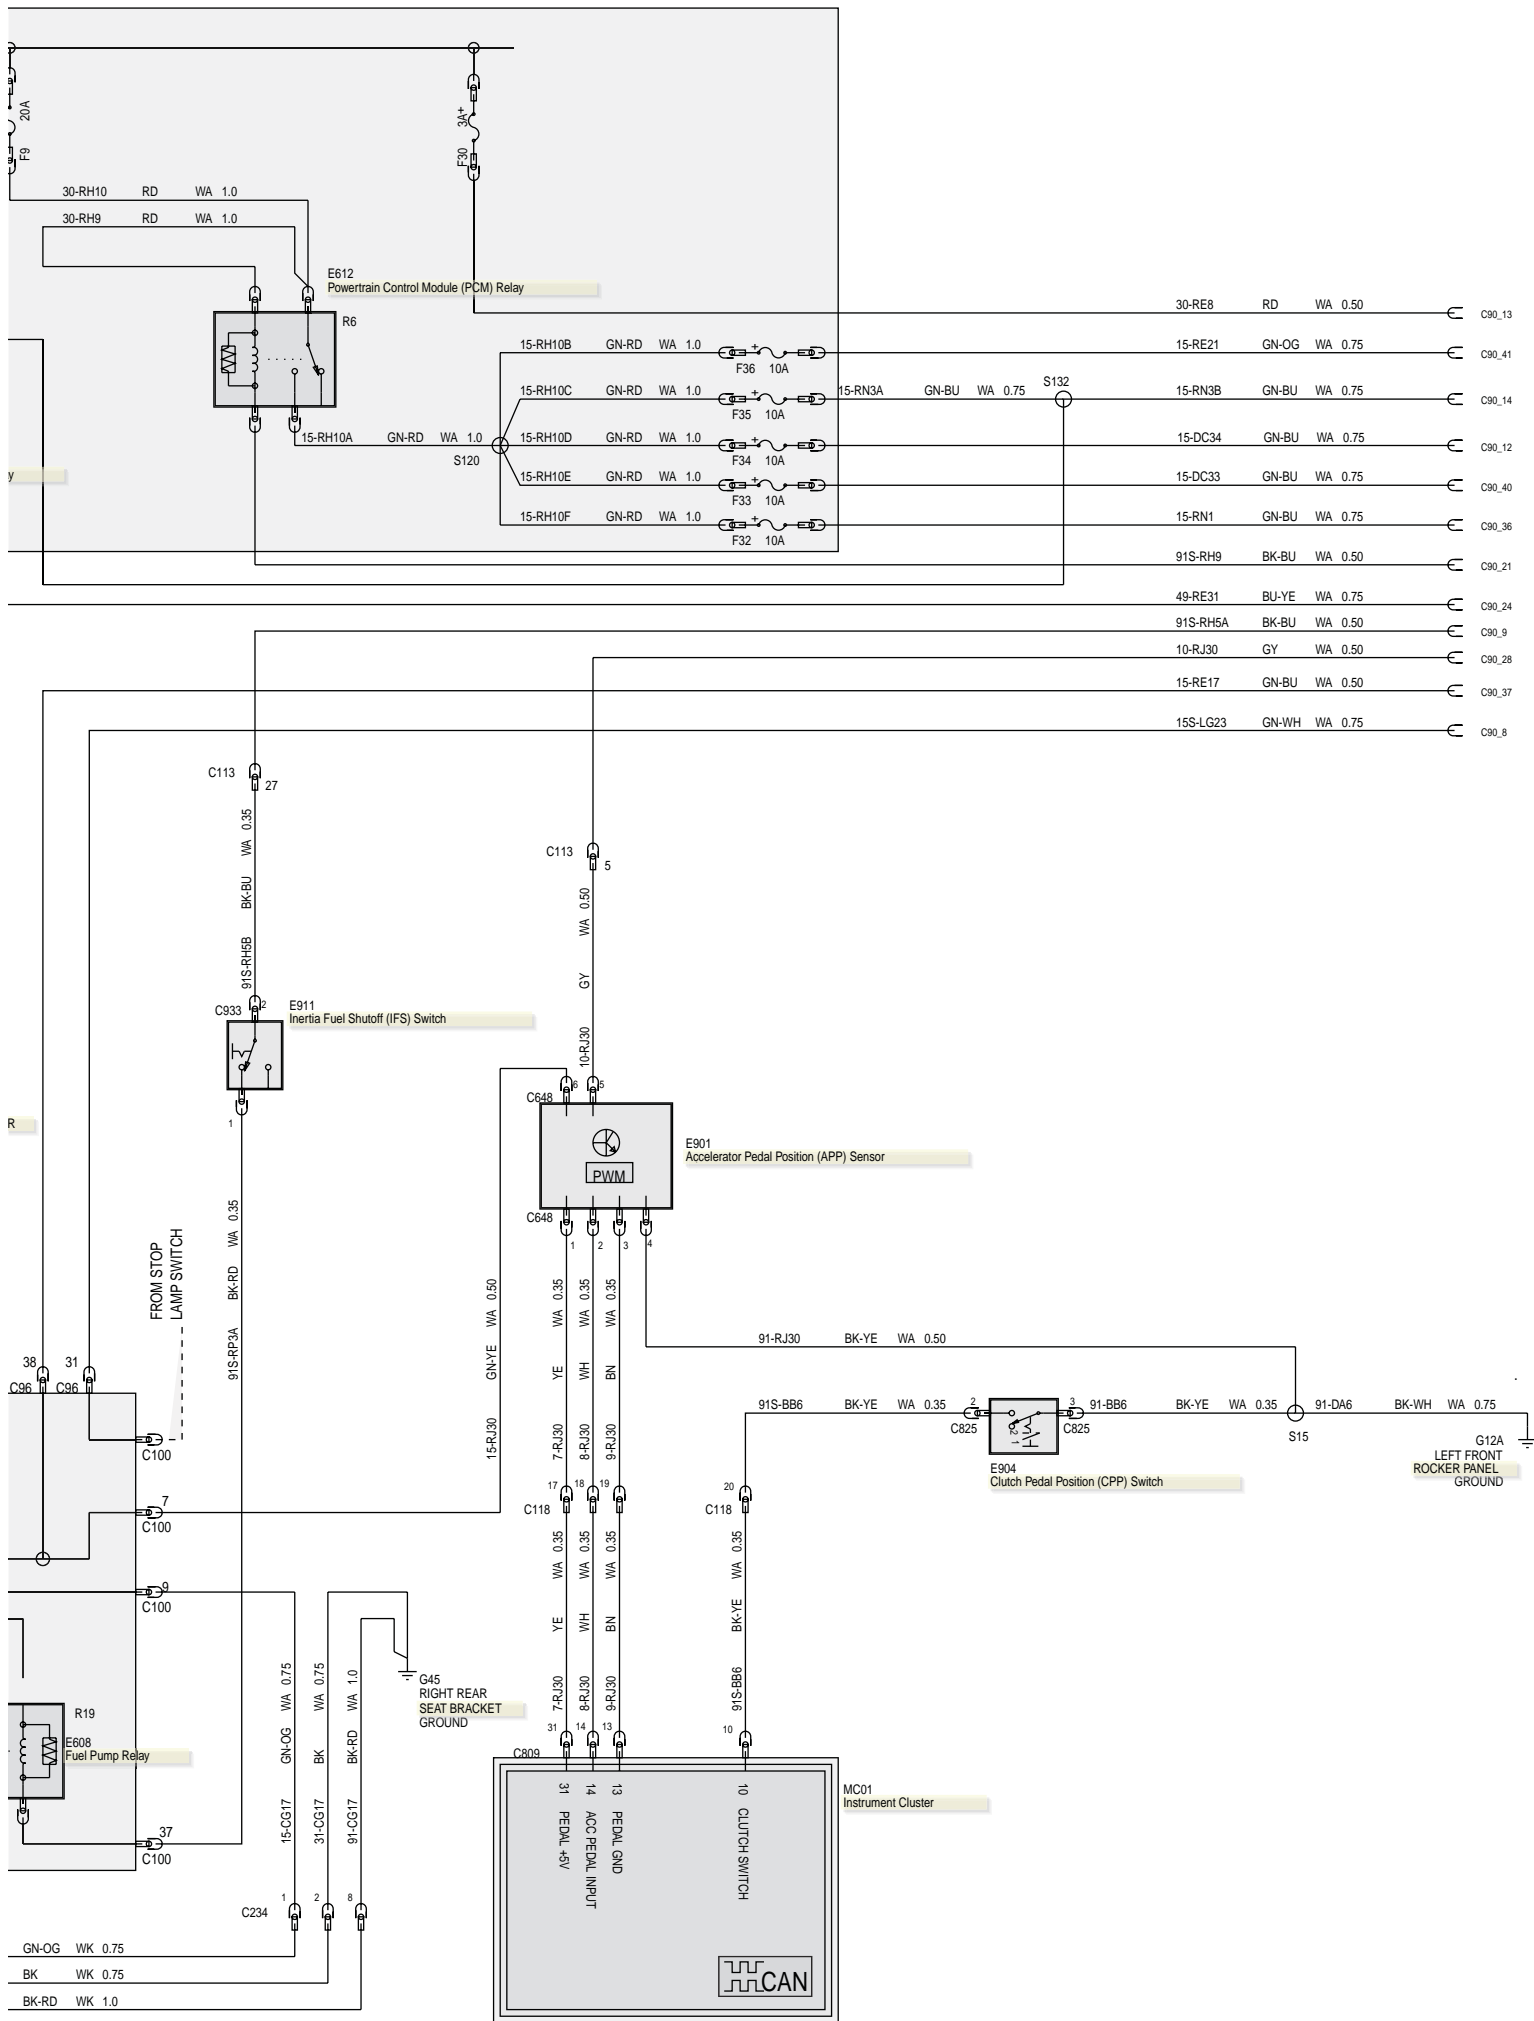 20A
F9
3A+
F30
30-RH10 RD WA 1.0
30-RH9 RD WA 1.0
E612
Powertrain Control Module (PCM) Relay
R6
30-RE8 RD WA 0.50 C90_13
15-RH10B GN-RD WA 1.0 + F36 10A 15-RE21 GN-OG WA 0.75 C90_41
15-RH10C GN-RD WA 1.0 + F35 10A 15-RN3A GN-BU WA 0.75 S132 15-RN3B GN-BU WA 0.75 C90_14
15-RH10A GN-RD WA 1.0 S120
15-RH10D GN-RD WA 1.0 + F34 10A 15-DC34 GN-BU WA 0.75 C90_12
y
15-RH10E GN-RD WA 1.0 + F33 10A 15-DC33 GN-BU WA 0.75 C90_40
15-RH10F GN-RD WA 1.0 + F32 10A 15-RN1 GN-BU WA 0.75 C90_36
91S-RH9 BK-BU WA 0.50 C90_21
49-RE31 BU-YE WA 0.75 C90_24
91S-RH5A BK-BU WA 0.50 C90_9
10-RJ30 GY WA 0.50 C90_28
15-RE17 GN-BU WA 0.50 C90_37
15S-LG23 GN-WH WA 0.75 C90_8
C113 27
91S-RH5B BK-BU WA 0.35
C113 5
10-RJ30 GY WA 0.50
C933 2
E911
Inertia Fuel Shutoff (IFS) Switch
1
R
C648 6 5
E901
Accelerator Pedal Position (APP) Sensor
PWM
C648 1 2 3 4
91S-RP3A BK-RD WA 0.35
FROM STOP
LAMP SWITCH
15-RJ30 GN-YE WA 0.50
7-RJ30 YE WA 0.35
8-RJ30 WH WA 0.35
9-RJ30 BN WA 0.35
91-RJ30 BK-YE WA 0.50
38 31
C96 C96
C100
7
C100
9
C100
91S-BB6 BK-YE WA 0.35 2 C825
2 1
3 C825 91-BB6 BK-YE WA 0.35 S15 91-DA6 BK-WH WA 0.75
E904
Clutch Pedal Position (CPP) Switch
G12A
LEFT FRONT
ROCKER PANEL
GROUND
17 18 19
C118
20
C118
7-RJ30 YE WA 0.35
8-RJ30 WH WA 0.35
9-RJ30 BN WA 0.35
91S-BB6 BK-YE WA 0.35
G45
RIGHT REAR
SEAT BRACKET
GROUND
R19
E608
Fuel Pump Relay
37
C100
15-CG17 GN-OG WA 0.75
31-CG17 BK WA 0.75
91-CG17 BK-RD WA 1.0
C234 1 2 8
C809 31 14 13 10
MC01
Instrument Cluster
31 PEDAL +5V
14 ACC PEDAL INPUT
13 PEDAL GND
10 CLUTCH SWITCH
CAN
GN-OG WK 0.75
BK WK 0.75
BK-RD WK 1.0